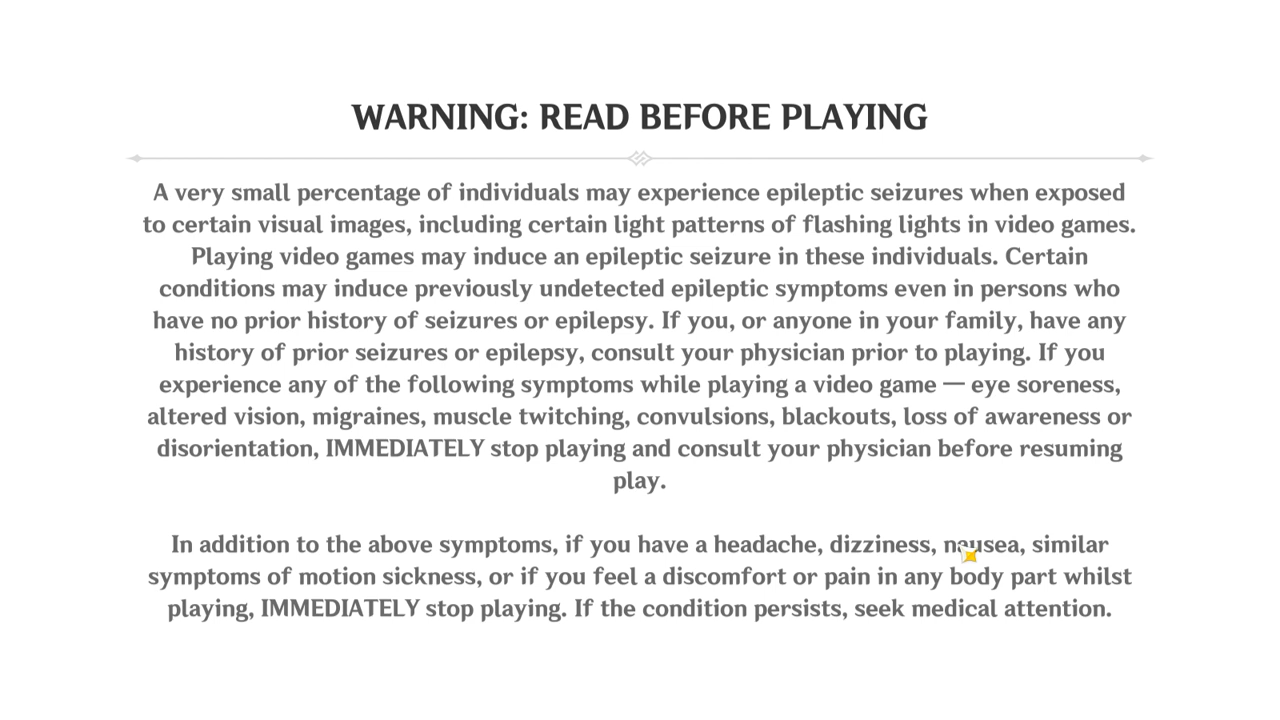 WARNING: READ BEFORE PLAYING
A very small percentage of individuals may experience epileptic seizures when exposed
to certain visual images, including certain light patterns of flashing lights in video games.
Playing video games may induce an epileptic seizure in these individuals. Certain
conditions may induce previously undetected epileptic symptoms even in persons who
have no prior history of seizures or epilepsy. If you, or anyone in your family, have any
history of prior seizures or epilepsy, consult your physician prior to playing. If you
experience any of the following symptoms while playing a video game — eye soreness,
altered vision, migraines, muscle twitching, convulsions, blackouts, loss of awareness or
disorientation, IMMEDIATELY stop playing and consult your physician before resuming
play.
In addition to the above symptoms, if you have a headache, dizziness, nausea, similar
symptoms of motion sickness, or if you feel a discomfort or pain in any body part whilst
playing, IMMEDIATELY stop playing. If the condition persists, seek medical attention.